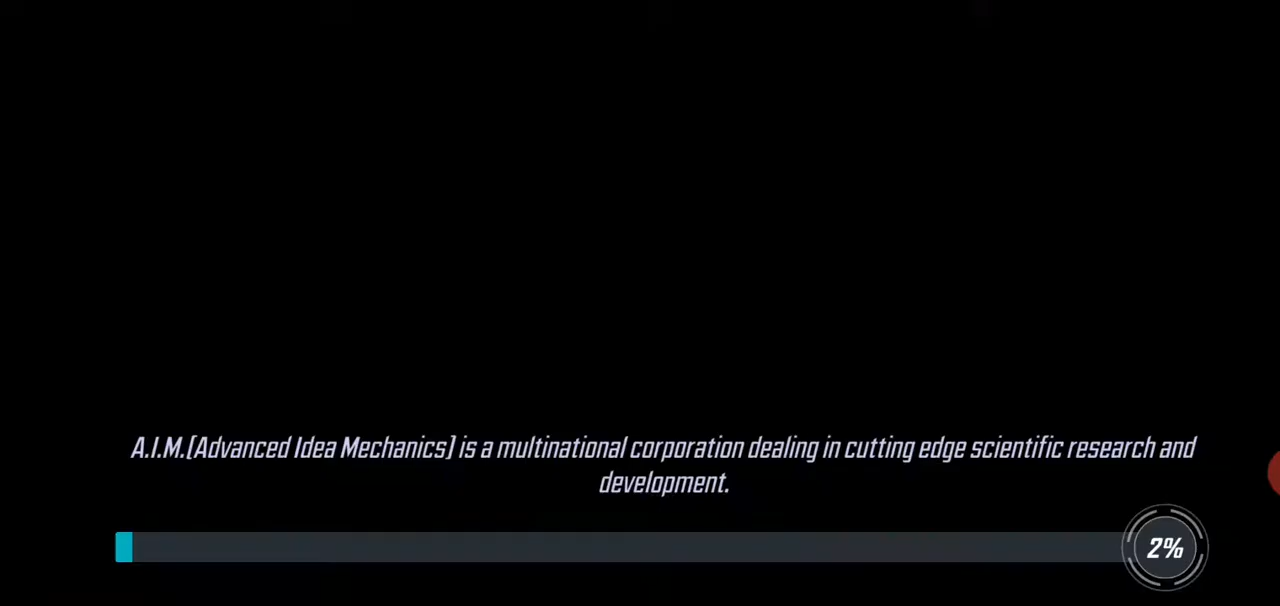 A.I.M.(Advanced Idea Mechanics) is a multinational corporation dealing in cutting edge scientific research and
development.
2%